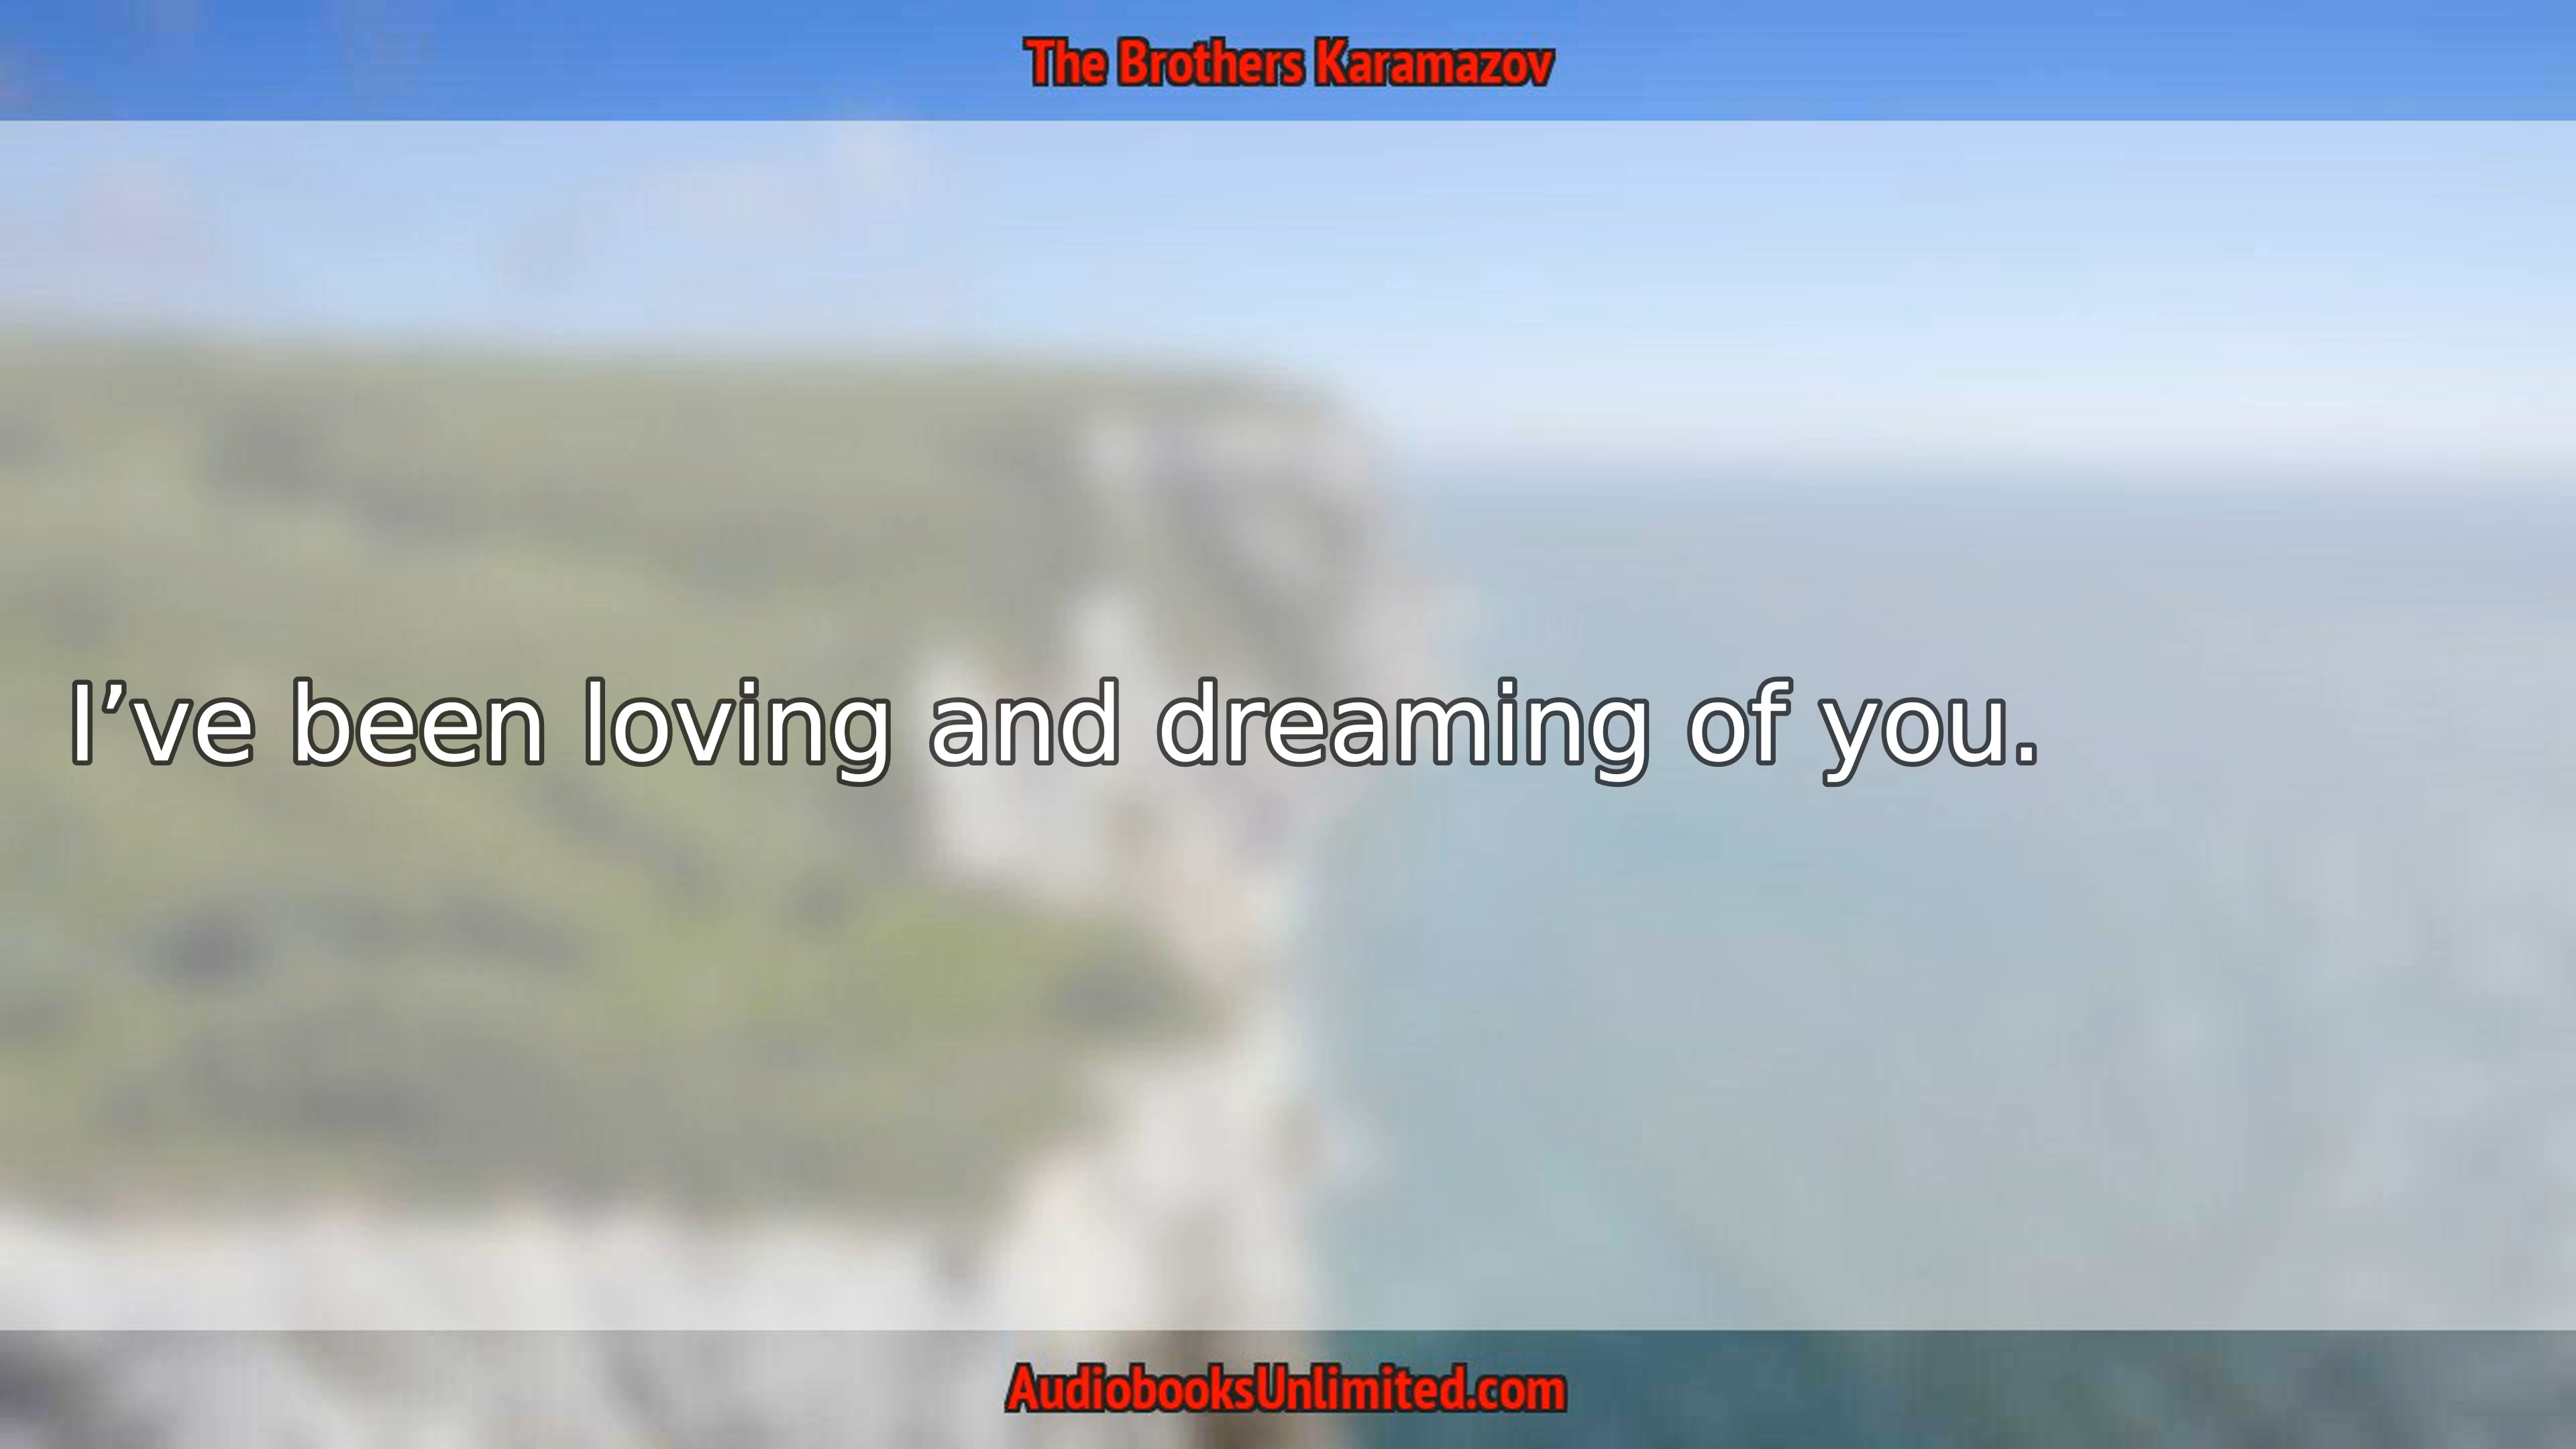 The Brothers Karamazov
I’ve been loving and dreaming of you.
AudiobooksUnlimited.com